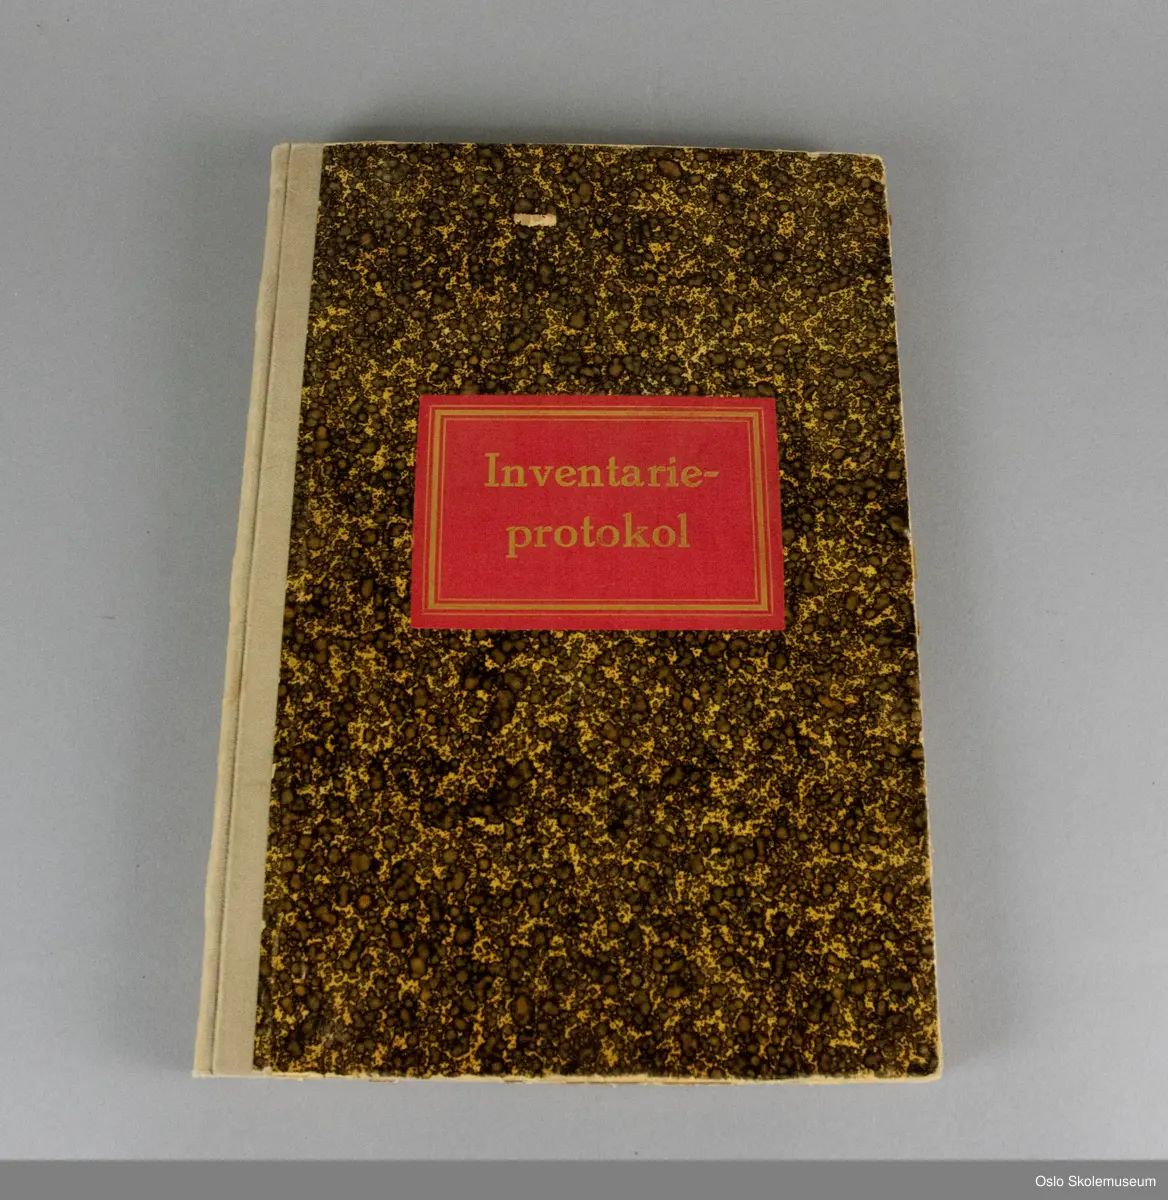 Inventarie-
protokol
Oslo Skolemuseum